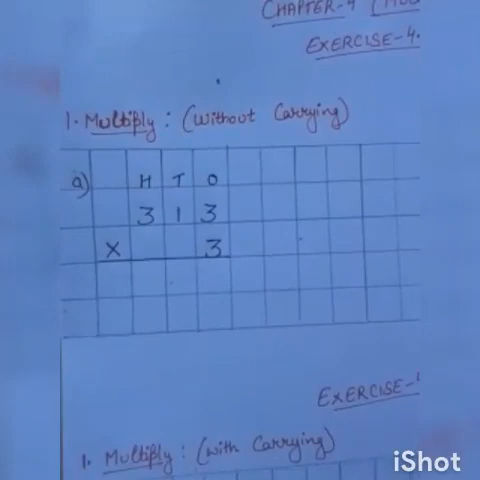 CHAPTER-4
EXERCISE-4.
1. Multiply : (Without Carrying)
a) H T O
3 1 3
X 3
EXERCISE-
1. Multiply : (with Carrying)
iShot